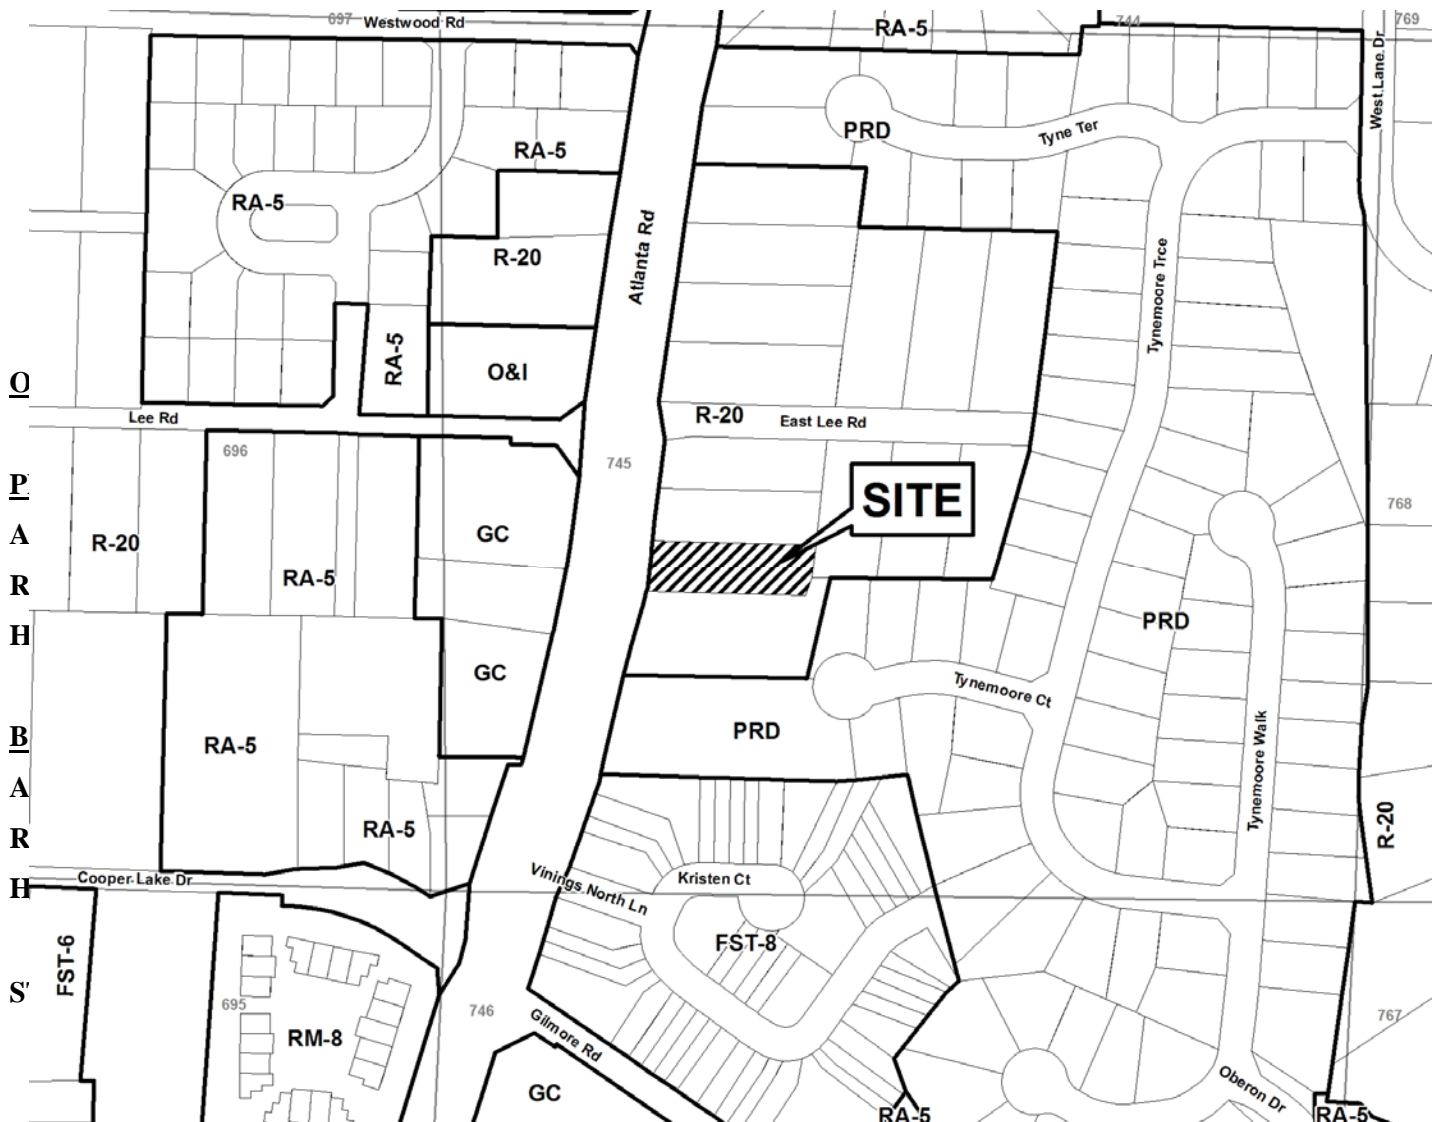 697
Westwood Rd
RA-5
744
769
West Lane Dr
PRD
Tyne Ter
RA-5
RA-5
R-20
Atlanta Rd
Tynemoore Trce
RA-5
O&I
O
Lee Rd
R-20
East Lee Rd
696
745
P
SITE
768
A
R-20
GC
RA-5
R
PRD
H
GC
Tynemoore Ct
B
RA-5
PRD
Tynemoore Walk
A
RA-5
R-20
R
Cooper Lake Dr
H
Vinings North Ln
Kristen Ct
FST-8
FST-6
S
695
746
767
RM-8
Gilmore Rd
GC
Oberon Dr
RA-5
RA-5